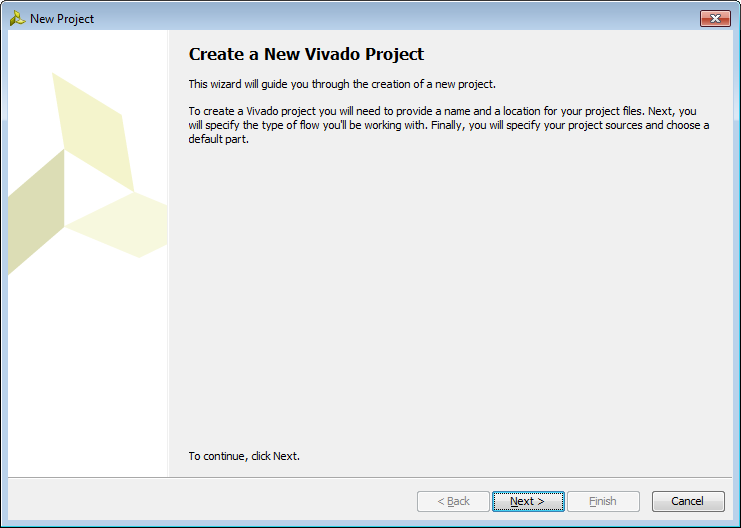 New Project
Create a New Vivado Project
This wizard will guide you through the creation of a new project.
To create a Vivado project you will need to provide a name and a location for your project files. Next, you
will specify the type of flow you'll be working with. Finally, you will specify your project sources and choose a
default part.
To continue, click Next.
< Back Next > Finish Cancel